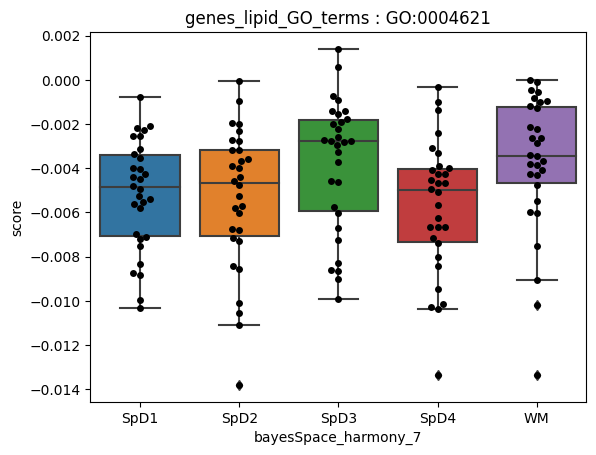 genes_lipid_GO_terms : GO:0004621
0.002
0.000
−0.002
−0.004
−0.006
−0.008
−0.010
−0.012
−0.014
score
SpD1 SpD2 SpD3 SpD4 WM
bayesSpace_harmony_7